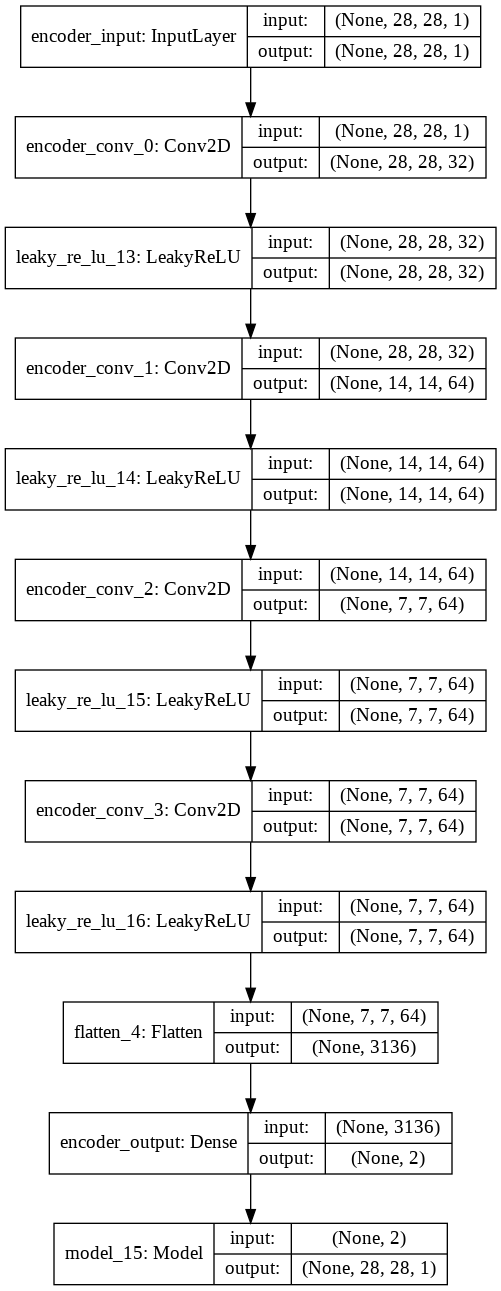 encoder_input: InputLayer
input: (None, 28, 28, 1)
output: (None, 28, 28, 1)
encoder_conv_0: Conv2D
input: (None, 28, 28, 1)
output: (None, 28, 28, 32)
leaky_re_lu_13: LeakyReLU
input: (None, 28, 28, 32)
output: (None, 28, 28, 32)
encoder_conv_1: Conv2D
input: (None, 28, 28, 32)
output: (None, 14, 14, 64)
leaky_re_lu_14: LeakyReLU
input: (None, 14, 14, 64)
output: (None, 14, 14, 64)
encoder_conv_2: Conv2D
input: (None, 14, 14, 64)
output: (None, 7, 7, 64)
leaky_re_lu_15: LeakyReLU
input: (None, 7, 7, 64)
output: (None, 7, 7, 64)
encoder_conv_3: Conv2D
input: (None, 7, 7, 64)
output: (None, 7, 7, 64)
leaky_re_lu_16: LeakyReLU
input: (None, 7, 7, 64)
output: (None, 7, 7, 64)
flatten_4: Flatten
input: (None, 7, 7, 64)
output: (None, 3136)
encoder_output: Dense
input: (None, 3136)
output: (None, 2)
model_15: Model
input: (None, 2)
output: (None, 28, 28, 1)